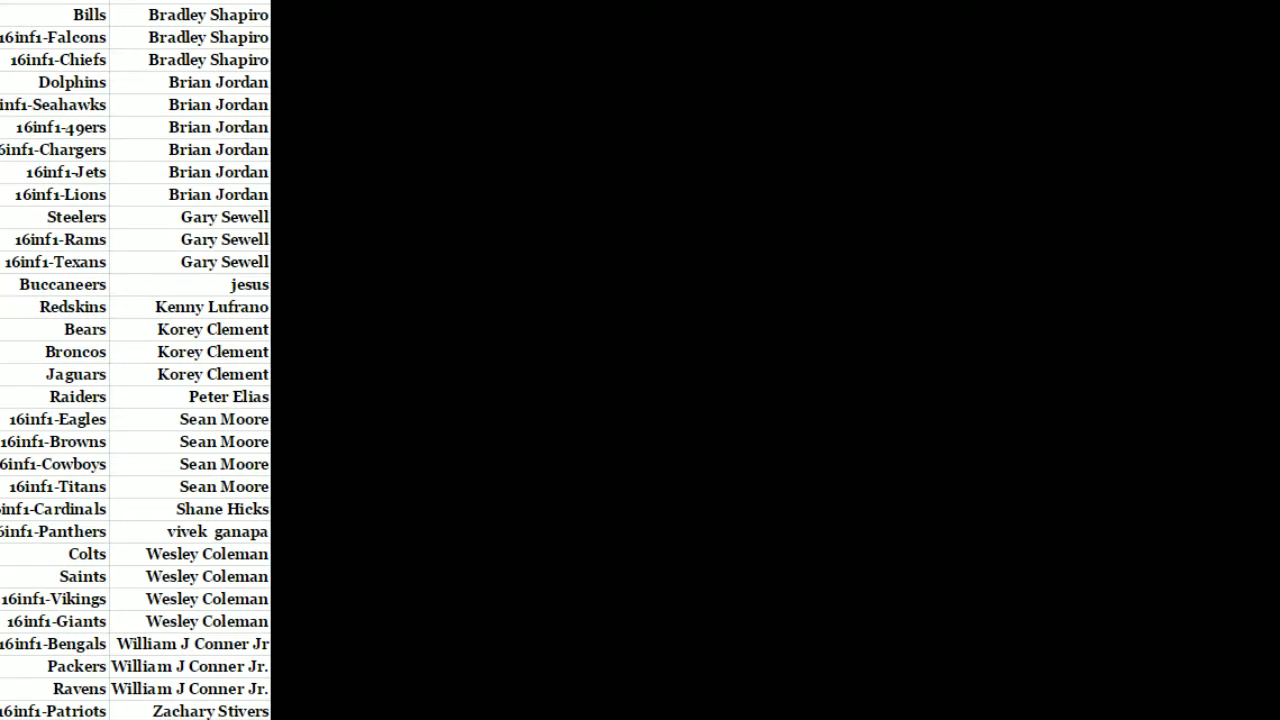 Bills Bradley Shapiro
16inf1-Falcons Bradley Shapiro
16inf1-Chiefs Bradley Shapiro
Dolphins Brian Jordan
inf1-Seahawks Brian Jordan
16inf1-49ers Brian Jordan
6inf1-Chargers Brian Jordan
16inf1-Jets Brian Jordan
16inf1-Lions Brian Jordan
Steelers Gary Sewell
16inf1-Rams Gary Sewell
16inf1-Texans Gary Sewell
Buccaneers jesus
Redskins Kenny Lufrano
Bears Korey Clement
Broncos Korey Clement
Jaguars Korey Clement
Raiders Peter Elias
16inf1-Eagles Sean Moore
16inf1-Browns Sean Moore
6inf1-Cowboys Sean Moore
16inf1-Titans Sean Moore
inf1-Cardinals Shane Hicks
6inf1-Panthers vivek ganapa
Colts Wesley Coleman
Saints Wesley Coleman
16inf1-Vikings Wesley Coleman
16inf1-Giants Wesley Coleman
16inf1-Bengals William J Conner Jr
Packers William J Conner Jr.
Ravens William J Conner Jr.
16inf1-Patriots Zachary Stivers